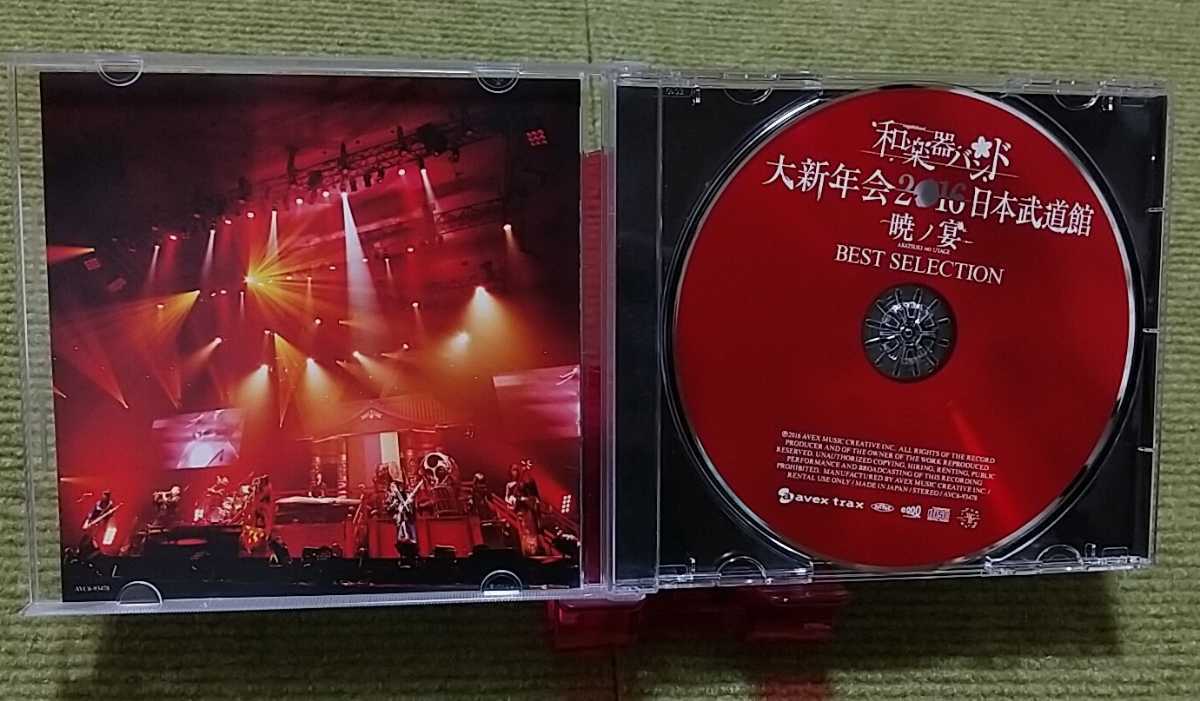 AVC6-93478
和楽器バンド
大新年会2016日本武道館
-暁ノ宴-
AKATSUKI no UTAGE
BEST SELECTION
℗2016 AVEX MUSIC CREATIVE INC. ALL RIGHTS OF THE RECORD
PRODUCER AND OF THE OWNER OF THE WORK REPRODUCED
RESERVED. UNAUTHORIZED COPYING, HIRING, RENTING, PUBLIC
PERFORMANCE AND BROADCASTING OF THIS RECORDING
PROHIBITED. MANUFACTURED BY AVEX MUSIC CREATIVE INC /
RENTAL USE ONLY / MADE IN JAPAN / STEREO / AVC6-93478
avex trax